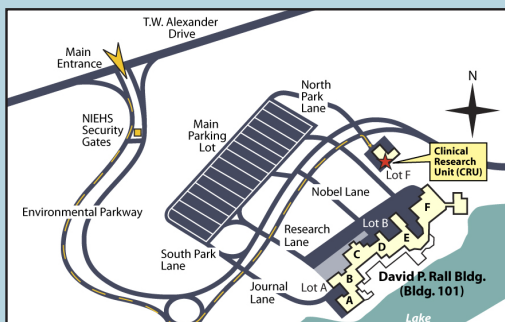 T.W. Alexander
Drive
Main
Entrance
NIEHS
Security
Gates
Main
Parking
Lot
North
Park
Lane
N
Clinical
Research
Unit (CRU)
Lot F
Nobel Lane
Environmental Parkway
Research
Lane
Lot B
F
E
D
C
B
A
South Park
Lane
Journal
Lane
Lot A
David P. Rall Bldg.
(Bldg. 101)
Lake